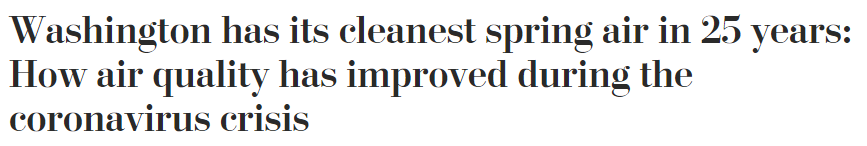 Washington has its cleanest spring air in 25 years:
How air quality has improved during the
coronavirus crisis